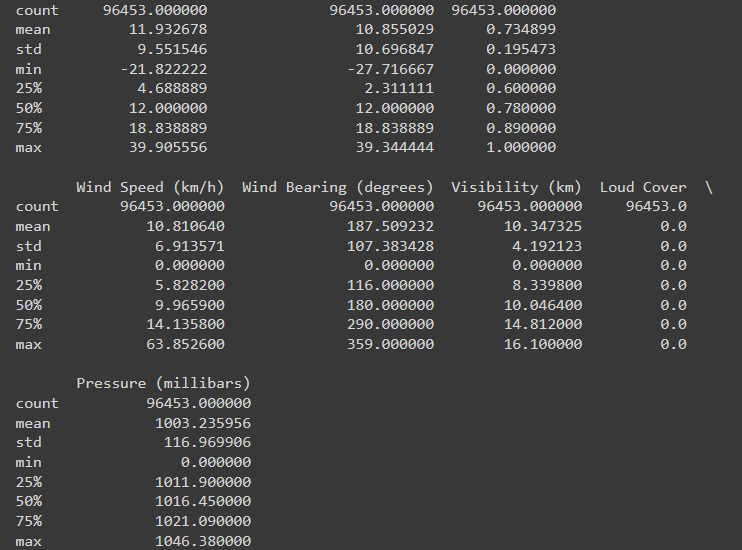 count 96453.000000 96453.000000 96453.000000
mean 11.932678 10.855029 0.734899
std 9.551546 10.696847 0.195473
min -21.822222 -27.716667 0.000000
25% 4.688889 2.311111 0.600000
50% 12.000000 12.000000 0.780000
75% 18.838889 18.838889 0.890000
max 39.905556 39.344444 1.000000
Wind Speed (km/h) Wind Bearing (degrees) Visibility (km) Loud Cover \
count 96453.000000 96453.000000 96453.000000 96453.0
mean 10.810640 187.509232 10.347325 0.0
std 6.913571 107.383428 4.192123 0.0
min 0.000000 0.000000 0.000000 0.0
25% 5.828200 116.000000 8.339800 0.0
50% 9.965900 180.000000 10.046400 0.0
75% 14.135800 290.000000 14.812000 0.0
max 63.852600 359.000000 16.100000 0.0
Pressure (millibars)
count 96453.000000
mean 1003.235956
std 116.969906
min 0.000000
25% 1011.900000
50% 1016.450000
75% 1021.090000
max 1046.380000